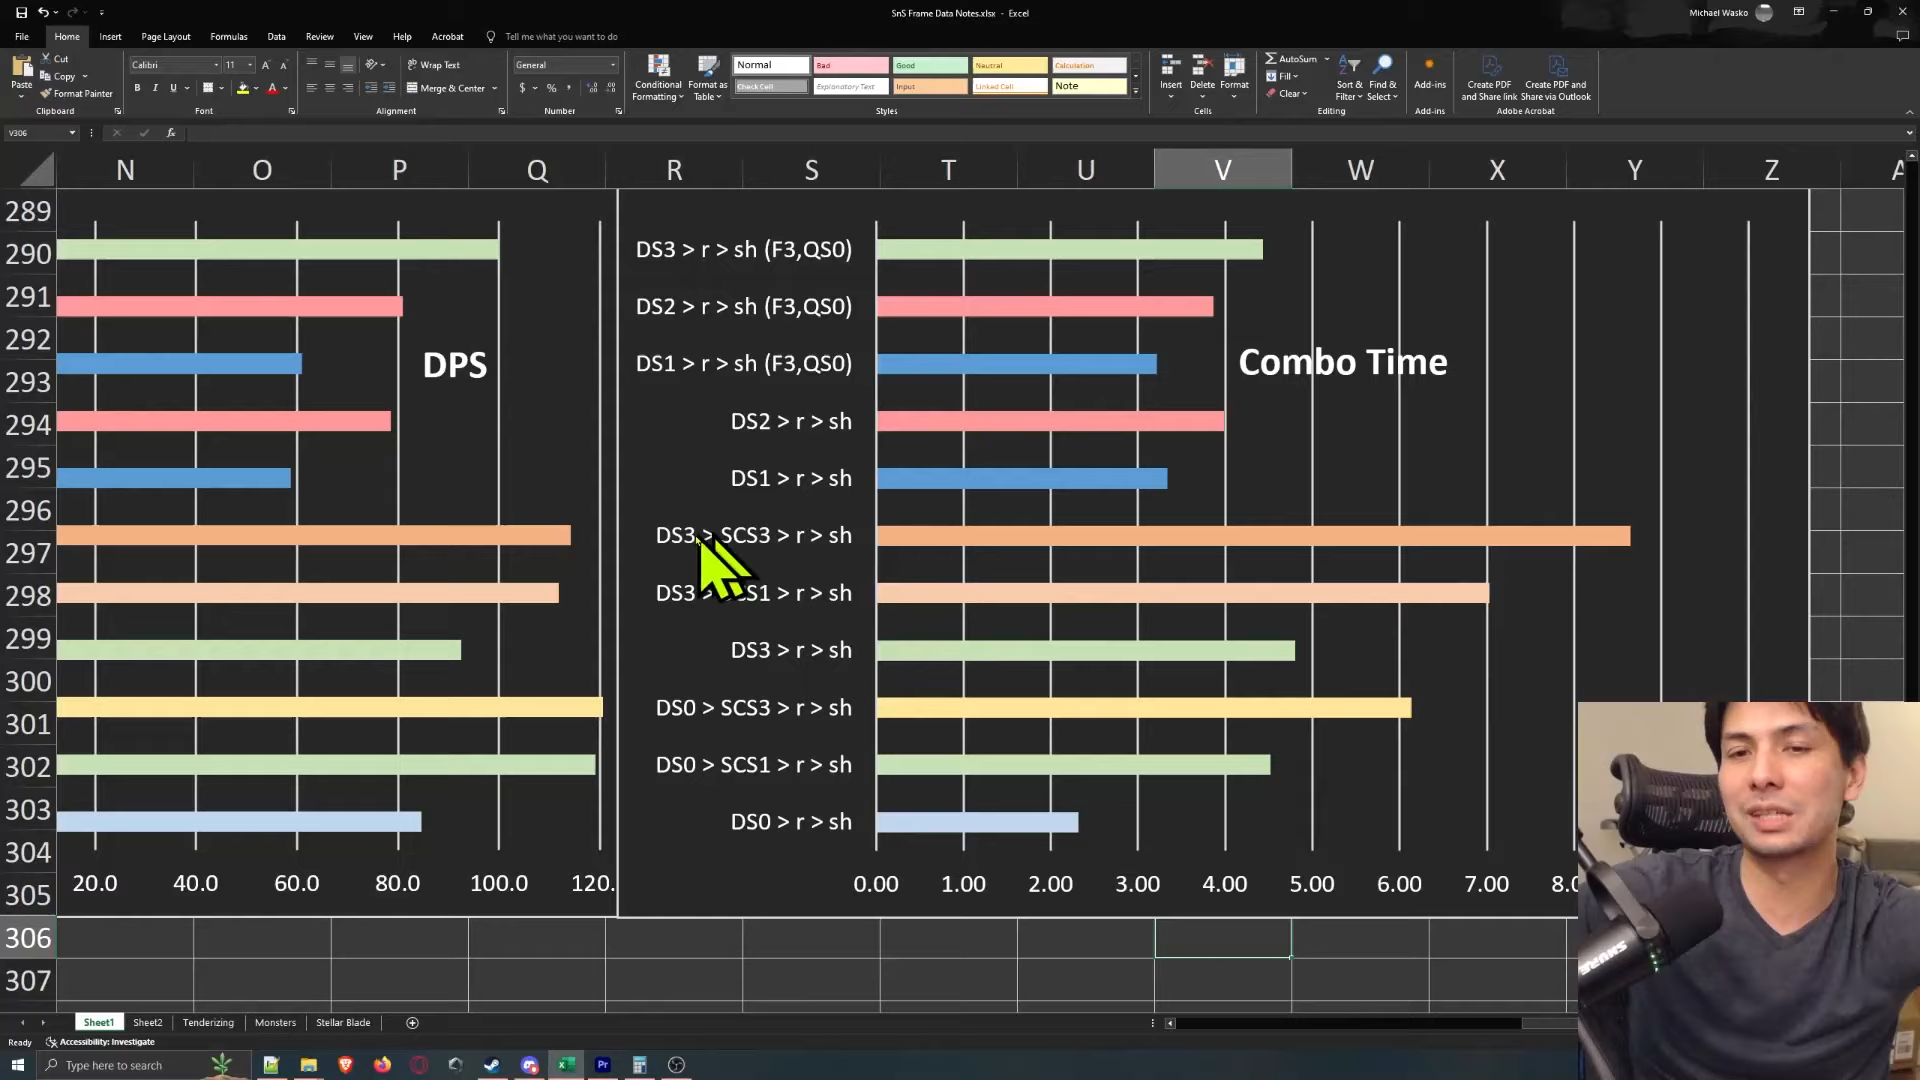 SnS Frame Data Notes.xlsx - Excel
Michael Wasko
File Home Insert Page Layout Formulas Data Review View Help Acrobat Tell me what you want to do
Paste
Cut
Copy
Format Painter
Clipboard
Calibri 11
B I U
Font
Wrap Text
Merge & Center
Alignment
General
$ % ,
Number
Conditional Formatting
Format as Table
Normal Bad Good Neutral Calculation
Check Cell Explanatory Text Input Linked Cell Note
Styles
Insert Delete Format
Cells
AutoSum
Fill
Clear
Sort & Filter
Find & Select
Editing
Add-ins
Add-ins
Create PDF and Share link
Create PDF and Share via Outlook
Adobe Acrobat
V306
fx
N O P Q R S T U V W X Y Z A
289
290
291
292
293
294
295
296
297
298
299
300
301
302
303
304
305
306
307
DPS
20.0 40.0 60.0 80.0 100.0 120.
DS3 > r > sh (F3,QS0)
DS2 > r > sh (F3,QS0)
DS1 > r > sh (F3,QS0)
Combo Time
DS2 > r > sh
DS1 > r > sh
DS3 > SCS3 > r > sh
DS3 S1 > r > sh
DS3 > r > sh
DS0 > SCS3 > r > sh
DS0 > SCS1 > r > sh
DS0 > r > sh
0.00 1.00 2.00 3.00 4.00 5.00 6.00 7.00 8.0
SHURE
Sheet1 Sheet2 Tenderizing Monsters Stellar Blade
Ready Accessibility: Investigate
Type here to search